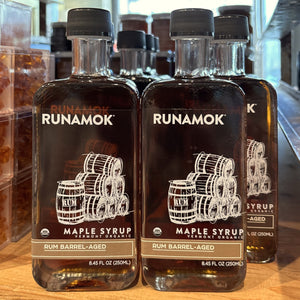 RUNAMOK
MAPLE SYRUP
VERMONT ORGANIC
RUM BARREL-AGED
8.45 FL OZ (250ML)
RUNAMOK
MAPLE SYRUP
VERMONT ORGANIC
RUM BARREL-AGED
8.45 FL OZ (250ML)